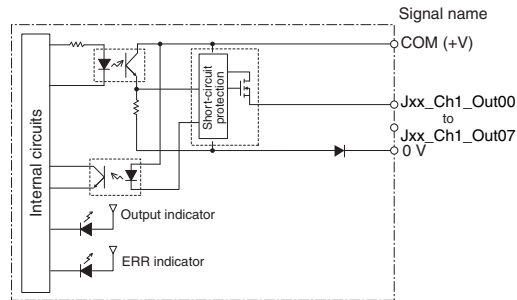 Signal name
COM (+V)
Jxx_Ch1_Out00
to
Jxx_Ch1_Out07
0 V
Internal circuits
Short-circuit
protection
Output indicator
ERR indicator